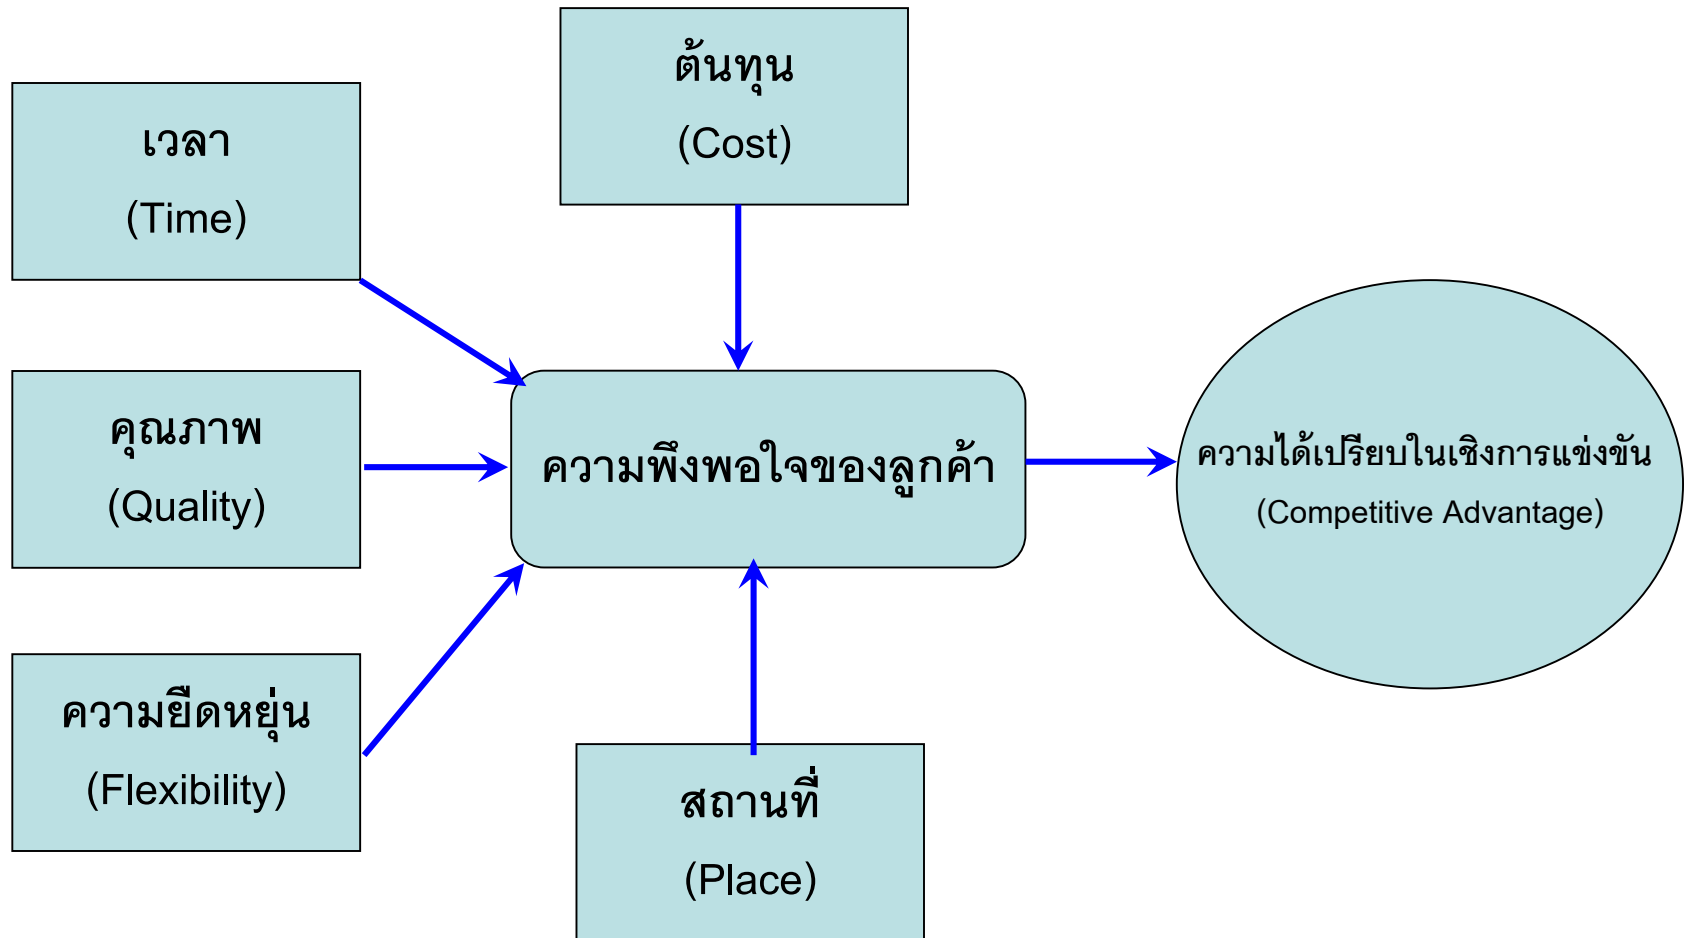 ต้นทุน
(Cost)
เวลา
(Time)
คุณภาพ
(Quality)
ความพึงพอใจของลูกค้า
ความได้เปรียบในเชิงการแข่งขัน
(Competitive Advantage)
ความยืดหยุ่น
(Flexibility)
สถานที่
(Place)